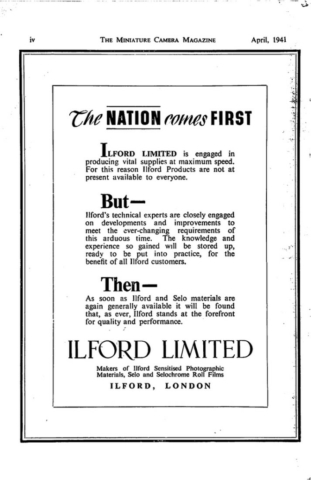 iv THE MINIATURE CAMERA MAGAZINE April, 1941
The NATION comes FIRST
ILFORD LIMITED is engaged in
producing vital supplies at maximum speed.
For this reason Ilford Products are not at
present available to everyone.
But—
Ilford's technical experts are closely engaged
on developments and improvements to
meet the ever-changing requirements of
this arduous time. The knowledge and
experience so gained will be stored up,
ready to be put into practice, for the
benefit of all Ilford customers.
Then—
As soon as Ilford and Selo materials are
again generally available it will be found
that, as ever, Ilford stands at the forefront
for quality and performance.
ILFORD LIMITED
Makers of Ilford Sensitised Photographic
Materials, Selo and Selochrome Roll Films
ILFORD, LONDON